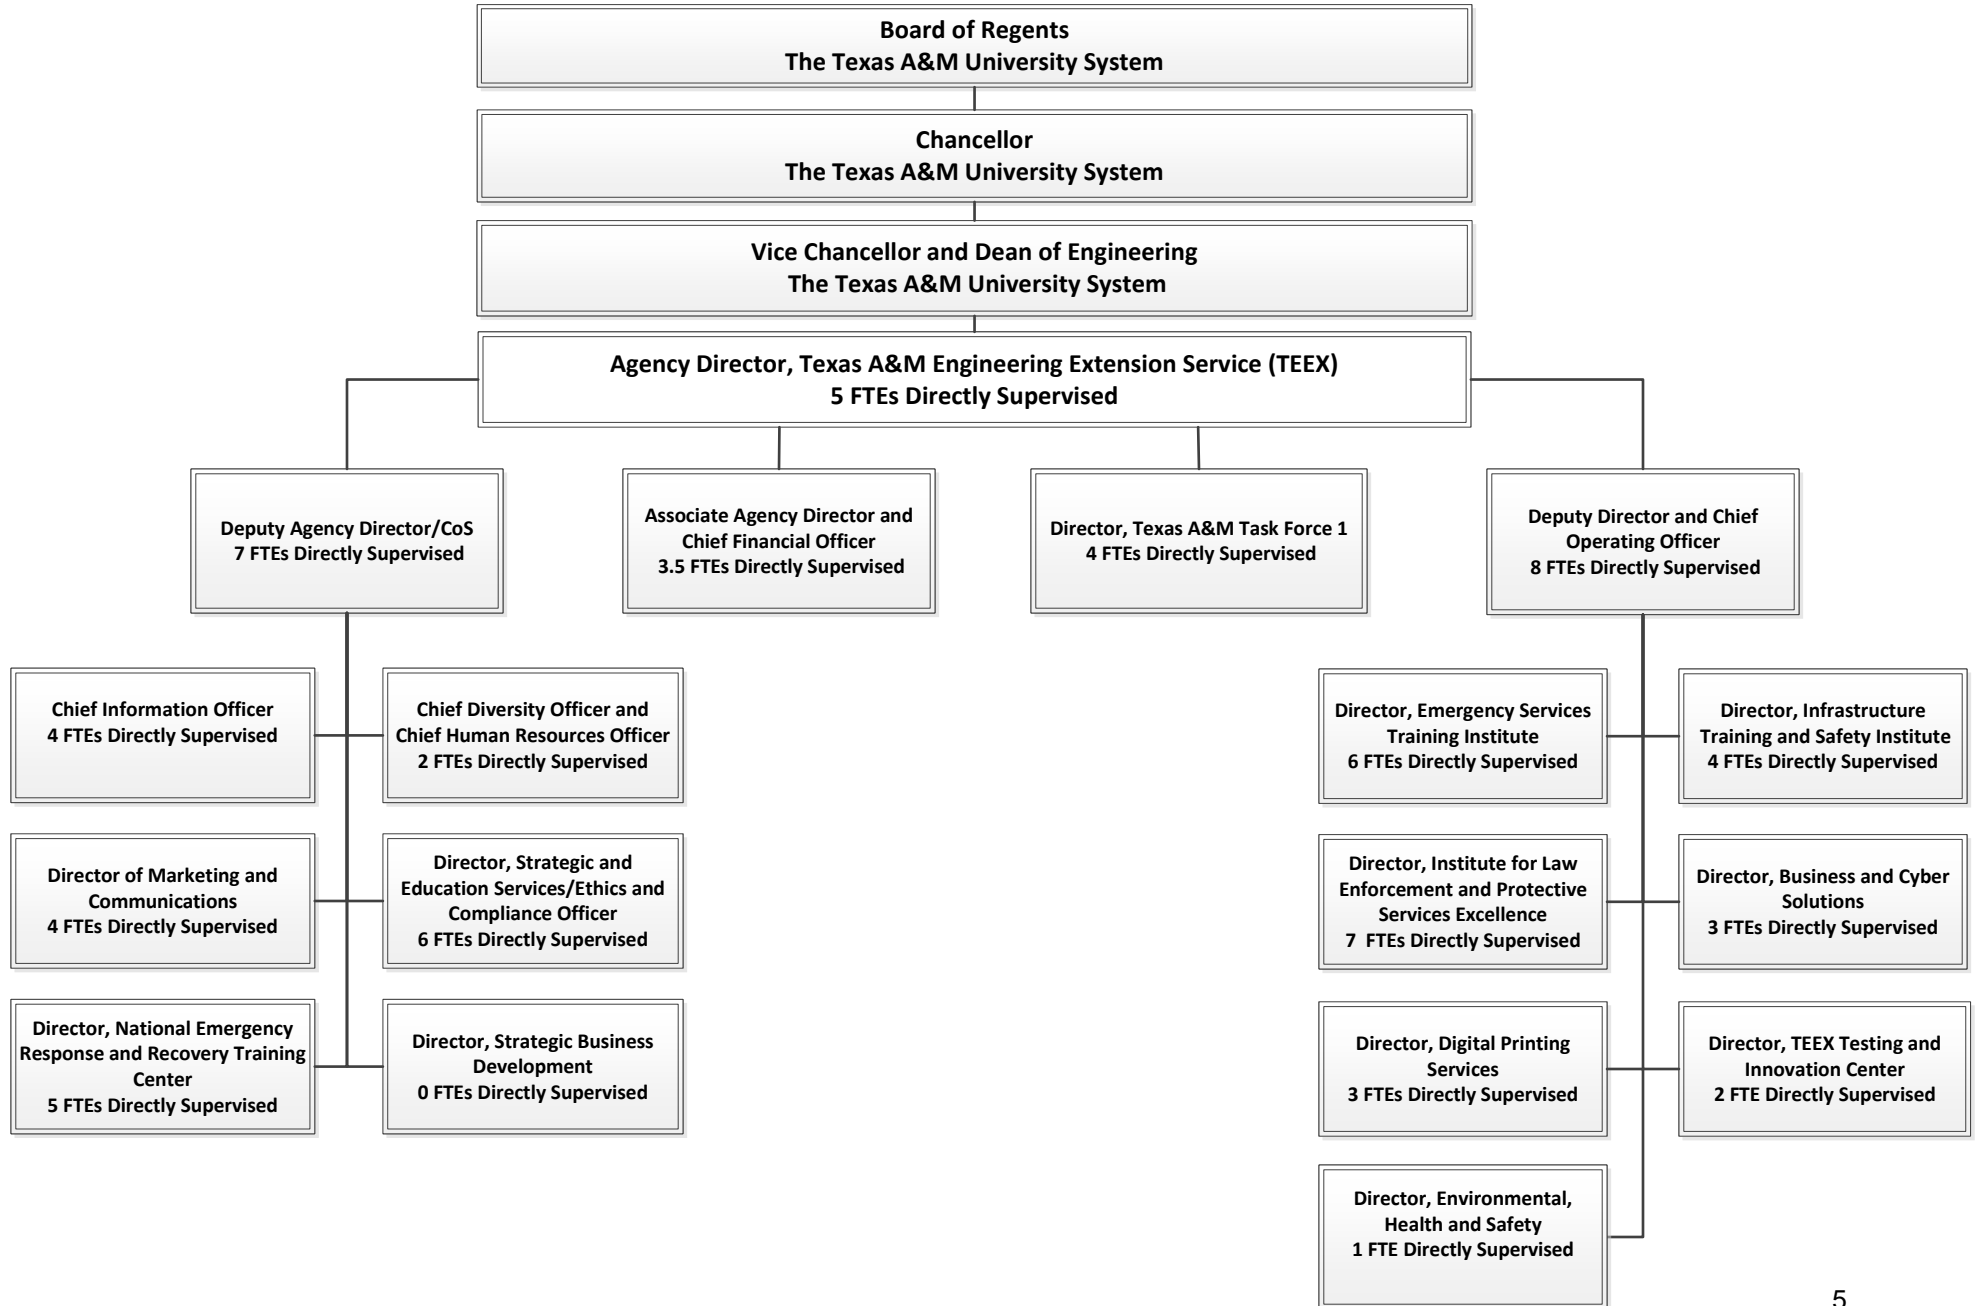 Board of Regents
The Texas A&M University System
Chancellor
The Texas A&M University System
Vice Chancellor and Dean of Engineering
The Texas A&M University System
Agency Director, Texas A&M Engineering Extension Service (TEEX)
5 FTEs Directly Supervised
Deputy Agency Director/CoS
7 FTEs Directly Supervised
Associate Agency Director and
Chief Financial Officer
3.5 FTEs Directly Supervised
Director, Texas A&M Task Force 1
4 FTEs Directly Supervised
Deputy Director and Chief
Operating Officer
8 FTEs Directly Supervised
Chief Information Officer
4 FTEs Directly Supervised
Chief Diversity Officer and
Chief Human Resources Officer
2 FTEs Directly Supervised
Director of Marketing and
Communications
4 FTEs Directly Supervised
Director, Strategic and
Education Services/Ethics and
Compliance Officer
6 FTEs Directly Supervised
Director, National Emergency
Response and Recovery Training
Center
5 FTEs Directly Supervised
Director, Strategic Business
Development
0 FTEs Directly Supervised
Director, Emergency Services
Training Institute
6 FTEs Directly Supervised
Director, Infrastructure
Training and Safety Institute
4 FTEs Directly Supervised
Director, Institute for Law
Enforcement and Protective
Services Excellence
7  FTEs Directly Supervised
Director, Business and Cyber
Solutions
3 FTEs Directly Supervised
Director, Digital Printing
Services
3 FTEs Directly Supervised
Director, TEEX Testing and
Innovation Center
2 FTE Directly Supervised
Director, Environmental,
Health and Safety
1 FTE Directly Supervised
5